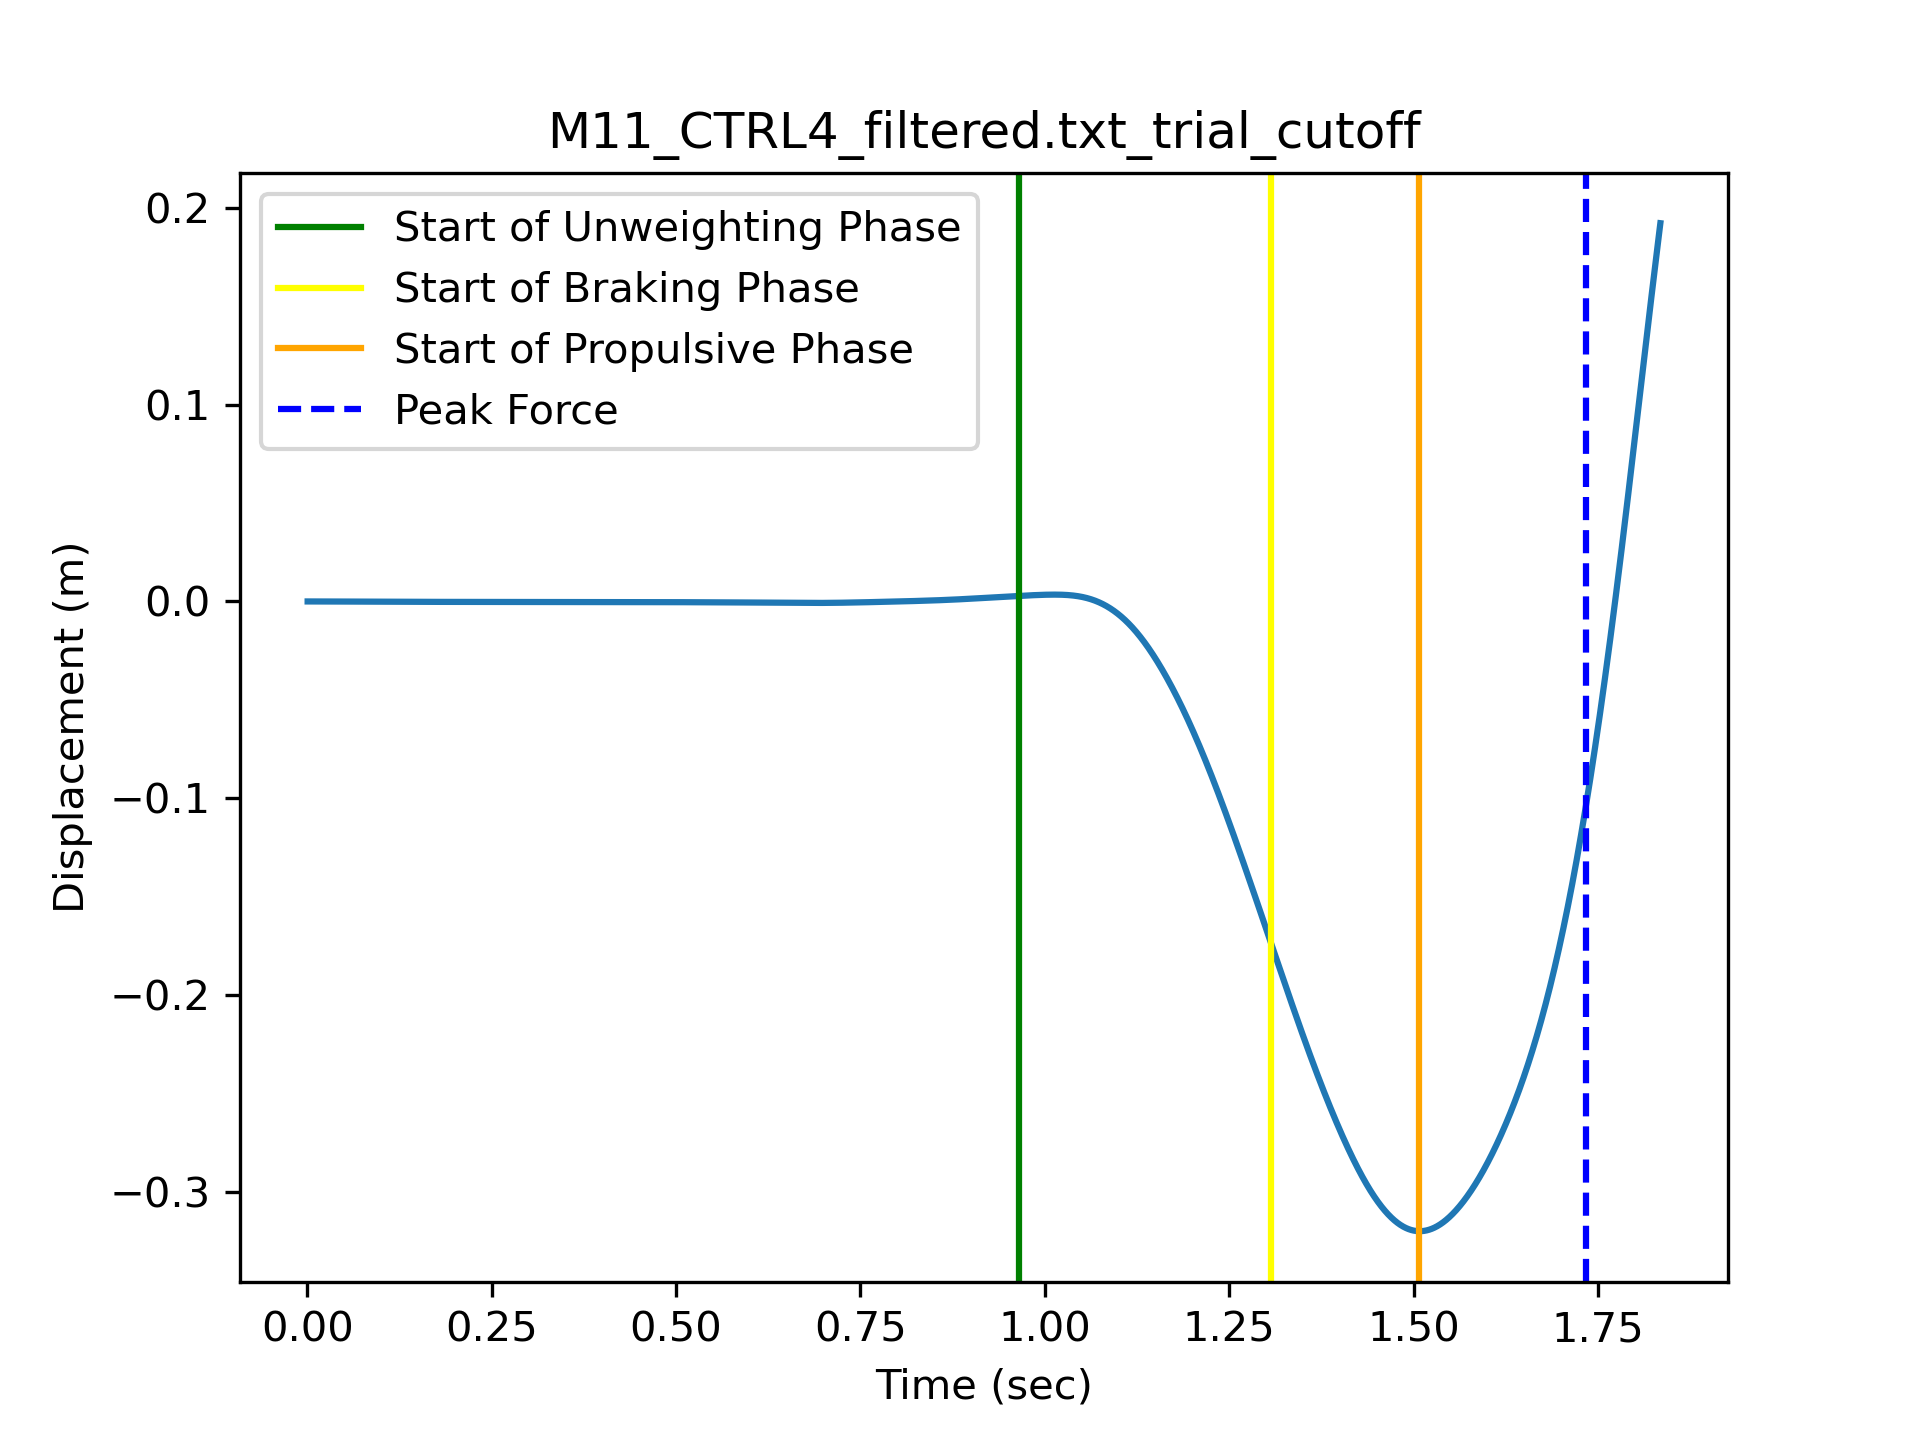 M11_CTRL4_filtered.txt_trial_cutoff
Start of Unweighting Phase
Start of Braking Phase
Start of Propulsive Phase
Peak Force
0.2
0.1
0.0
−0.1
−0.2
−0.3
Displacement (m)
0.00 0.25 0.50 0.75 1.00 1.25 1.50 1.75
Time (sec)